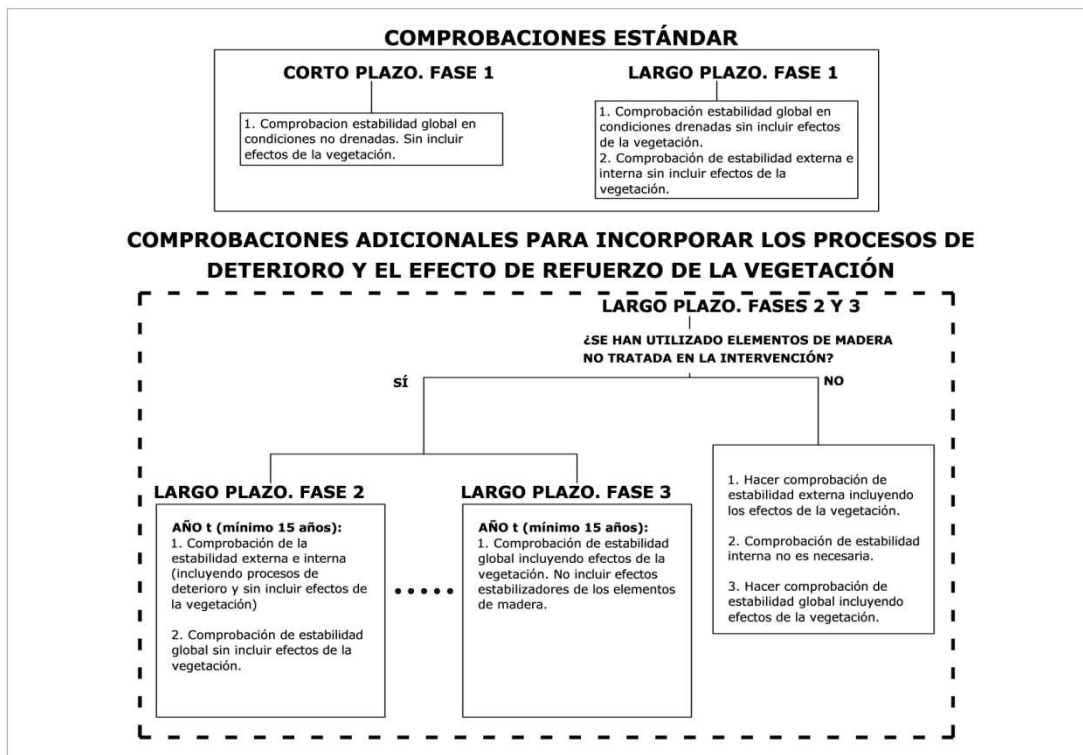 COMPROBACIONES ESTÁNDAR
CORTO PLAZO. FASE 1
1. Comprobacion estabilidad global en
condiciones no drenadas. Sin incluir
efectos de la vegetación.
LARGO PLAZO. FASE 1
1. Comprobación estabilidad global en
condiciones drenadas sin incluir efectos
de la vegetación.
2. Comprobación de estabilidad externa e
interna sin incluir efectos de la
vegetación.
COMPROBACIONES ADICIONALES PARA INCORPORAR LOS PROCESOS DE
DETERIORO Y EL EFECTO DE REFUERZO DE LA VEGETACIÓN
LARGO PLAZO. FASES 2 Y 3
¿SE HAN UTILIZADO ELEMENTOS DE MADERA
NO TRATADA EN LA INTERVENCIÓN?
SÍ
NO
LARGO PLAZO. FASE 2
AÑO t (mínimo 15 años):
1. Comprobación de la
estabilidad externa e interna
(incluyendo procesos de
deterioro y sin incluir efectos de
la vegetación)
2. Comprobación de estabilidad
global sin incluir efectos de la
vegetación.
LARGO PLAZO. FASE 3
AÑO t (mínimo 15 años):
1. Comprobación de estabilidad
global incluyendo efectos de la
vegetación. No incluir efectos
estabilizadores de los elementos
de madera.
1. Hacer comprobación de
estabilidad externa incluyendo
los efectos de la vegetación.
2. Comprobación de estabilidad
interna no es necesaria.
3. Hacer comprobación de
estabilidad global incluyendo
efectos de la vegetación.